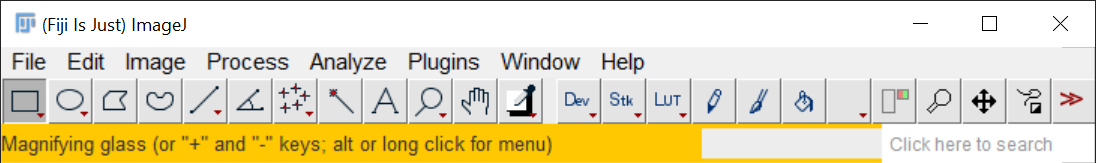 (Fiji Is Just) ImageJ
File Edit Image Process Analyze Plugins Window Help
A Dev Stk LUT >>
Magnifying glass (or "+" and "-" keys; alt or long click for menu) Click here to search